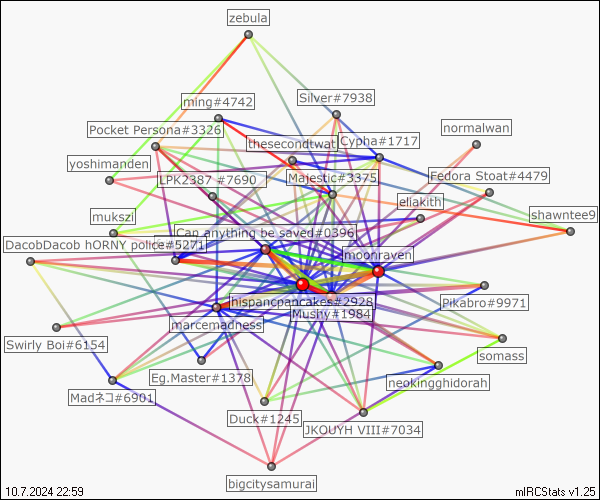 zebula
Silver#7938
ming#4742
Pocket Persona#3326
thesecondtwat
Cypha#1717
normalwan
yoshimanden
LPK2387 #7690
Majestic#3375
Fedora Stoat#4479
eliakith
mukszi
shawntee9
Can anything be saved#0396
DacobDacob hORNY police#5271
moonraven
hispancpancakes#2928
Pikabro#9971
Mushy#1984
marcemadness
Swirly Boi#6154
somass
Eg.Master#1378
neokingghidorah
Madネコ#6901
Duck#1245
JKOUYH VIII#7034
bigcitysamurai
10.7.2024 22:59
mIRCStats v1.25